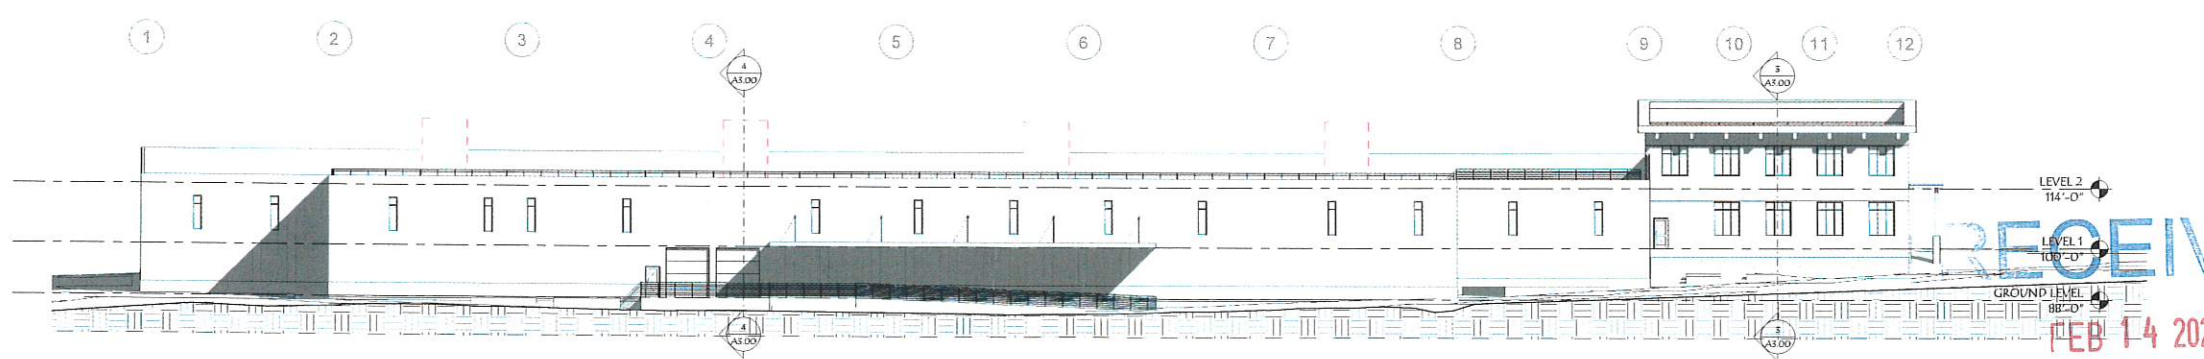 1 2 3 4 5 6 7 8 9 10 11 12
4
A3.00
3
A3.00
LEVEL 2
114'-0"
LEVEL 1
100'-0"
RECEIV
GROUND LEVEL
88'-0"
FEB 14 202
4
A3.00
3
A3.00